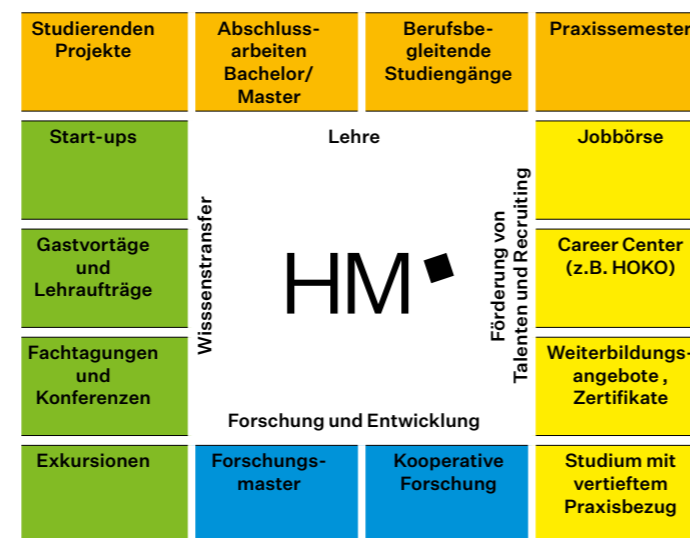 Studierenden
Projekte
Abschluss-
arbeiten
Bachelor/
Master
Berufsbe-
gleitende
Studiengänge
Praxissemester
Start-ups
Lehre
Jobbörse
Gastvortäge
und
Lehraufträge
Wisssenstransfer
HM
Förderung von
Talenten und Recruiting
Career Center
(z.B. HOKO)
Fachtagungen
und
Konferenzen
Weiterbildungs-
angebote ,
Zertifikate
Forschung und Entwicklung
Exkursionen
Forschungs-
master
Kooperative
Forschung
Studium mit
vertieftem
Praxisbezug